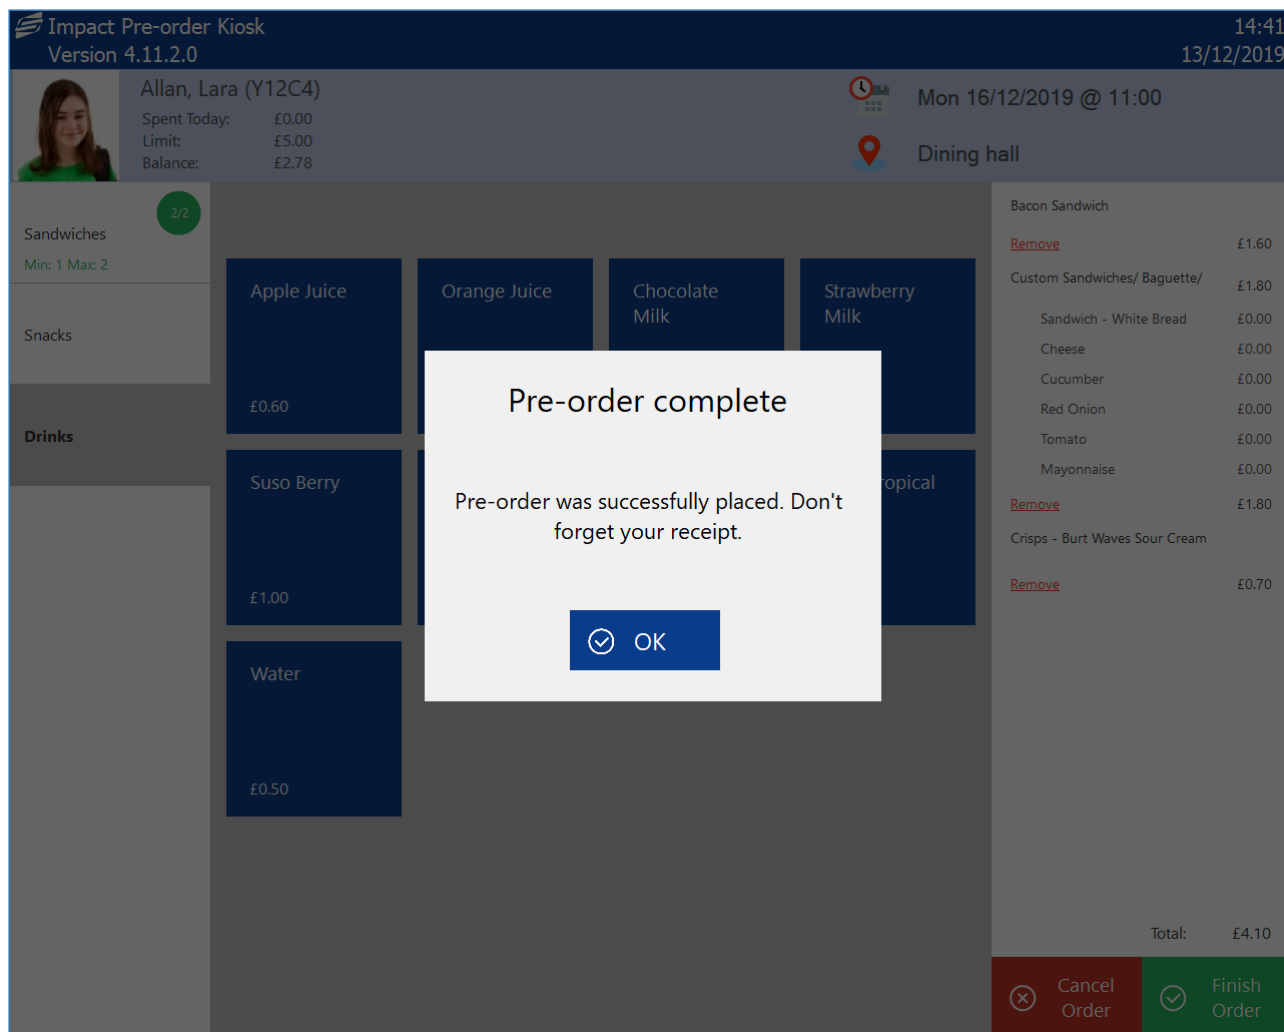 Impact Pre-order Kiosk
Version 4.11.2.0
14:41
13/12/2019
Allan, Lara (Y12C4)
Spent Today: £0.00
Limit: £5.00
Balance: £2.78
Mon 16/12/2019 @ 11:00
Dining hall
2/2
Sandwiches
Min: 1 Max: 2
Snacks
Drinks
Apple Juice
£0.60
Orange Juice
Chocolate
Milk
Strawberry
Milk
Suso Berry
£1.00
ropical
Water
£0.50
Pre-order complete
Pre-order was successfully placed. Don't
forget your receipt.
OK
Bacon Sandwich
Remove £1.60
Custom Sandwiches/ Baguette/ £1.80
Sandwich - White Bread £0.00
Cheese £0.00
Cucumber £0.00
Red Onion £0.00
Tomato £0.00
Mayonnaise £0.00
Remove £1.80
Crisps - Burt Waves Sour Cream
Remove £0.70
Total: £4.10
Cancel
Order
Finish
Order